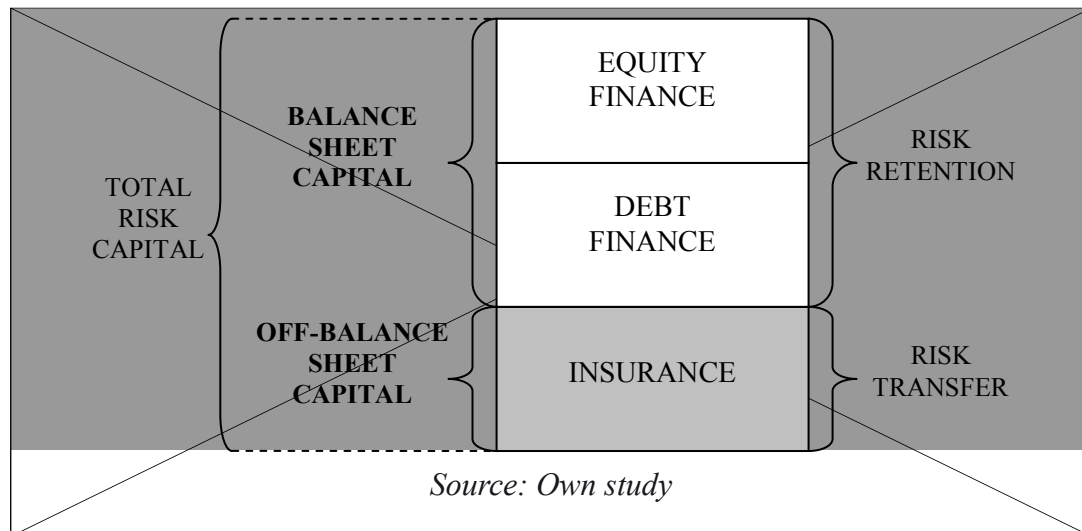 TOTAL
RISK
CAPITAL
BALANCE
SHEET
CAPITAL
OFF-BALANCE
SHEET
CAPITAL
EQUITY
FINANCE
DEBT
FINANCE
INSURANCE
RISK
RETENTION
RISK
TRANSFER
Source: Own study